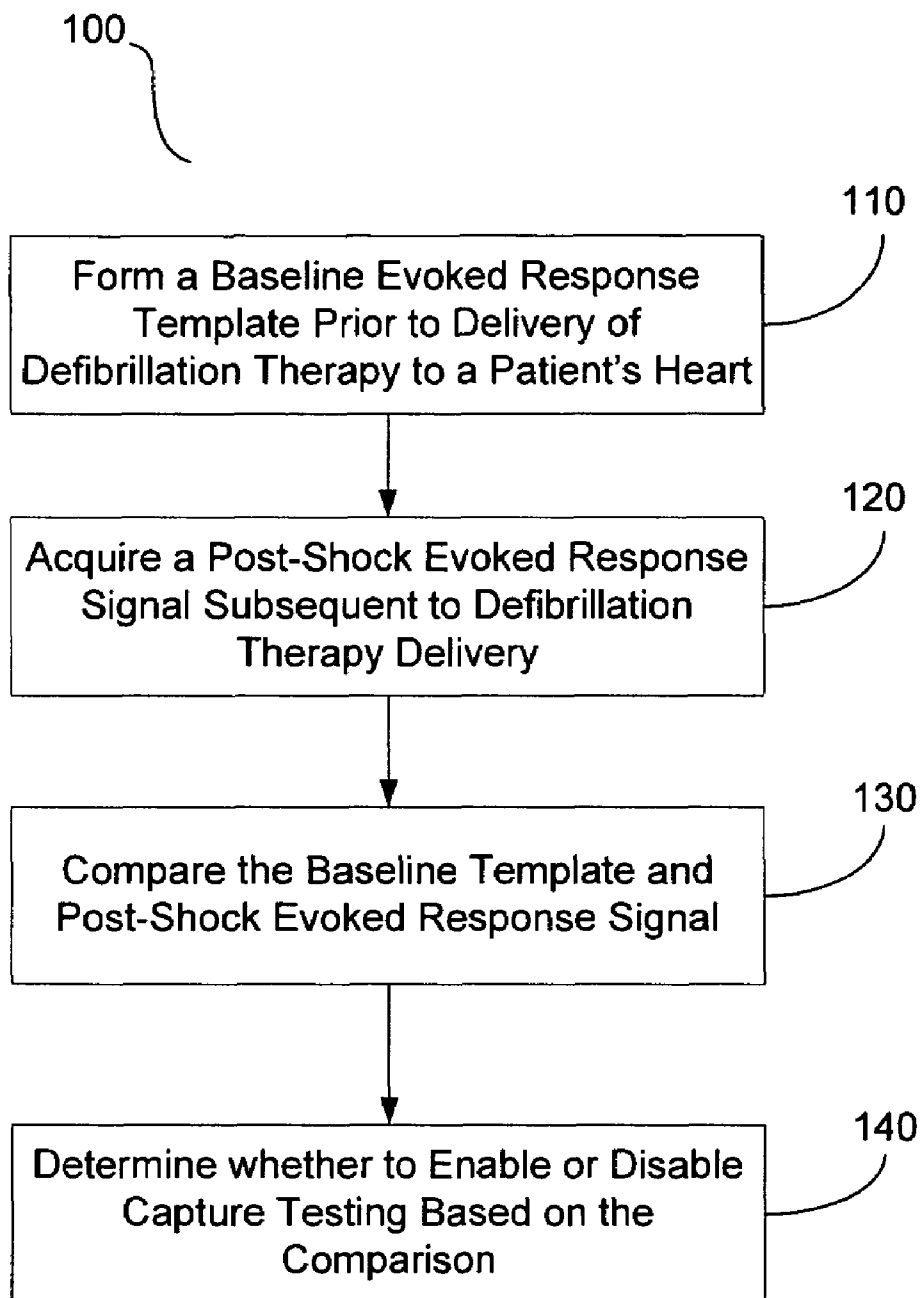 100
110
Form a Baseline Evoked Response
Template Prior to Delivery of
Defibrillation Therapy to a Patient's Heart
120
Acquire a Post-Shock Evoked Response
Signal Subsequent to Defibrillation
Therapy Delivery
130
Compare the Baseline Template and
Post-Shock Evoked Response Signal
140
Determine whether to Enable or Disable
Capture Testing Based on the
Comparison